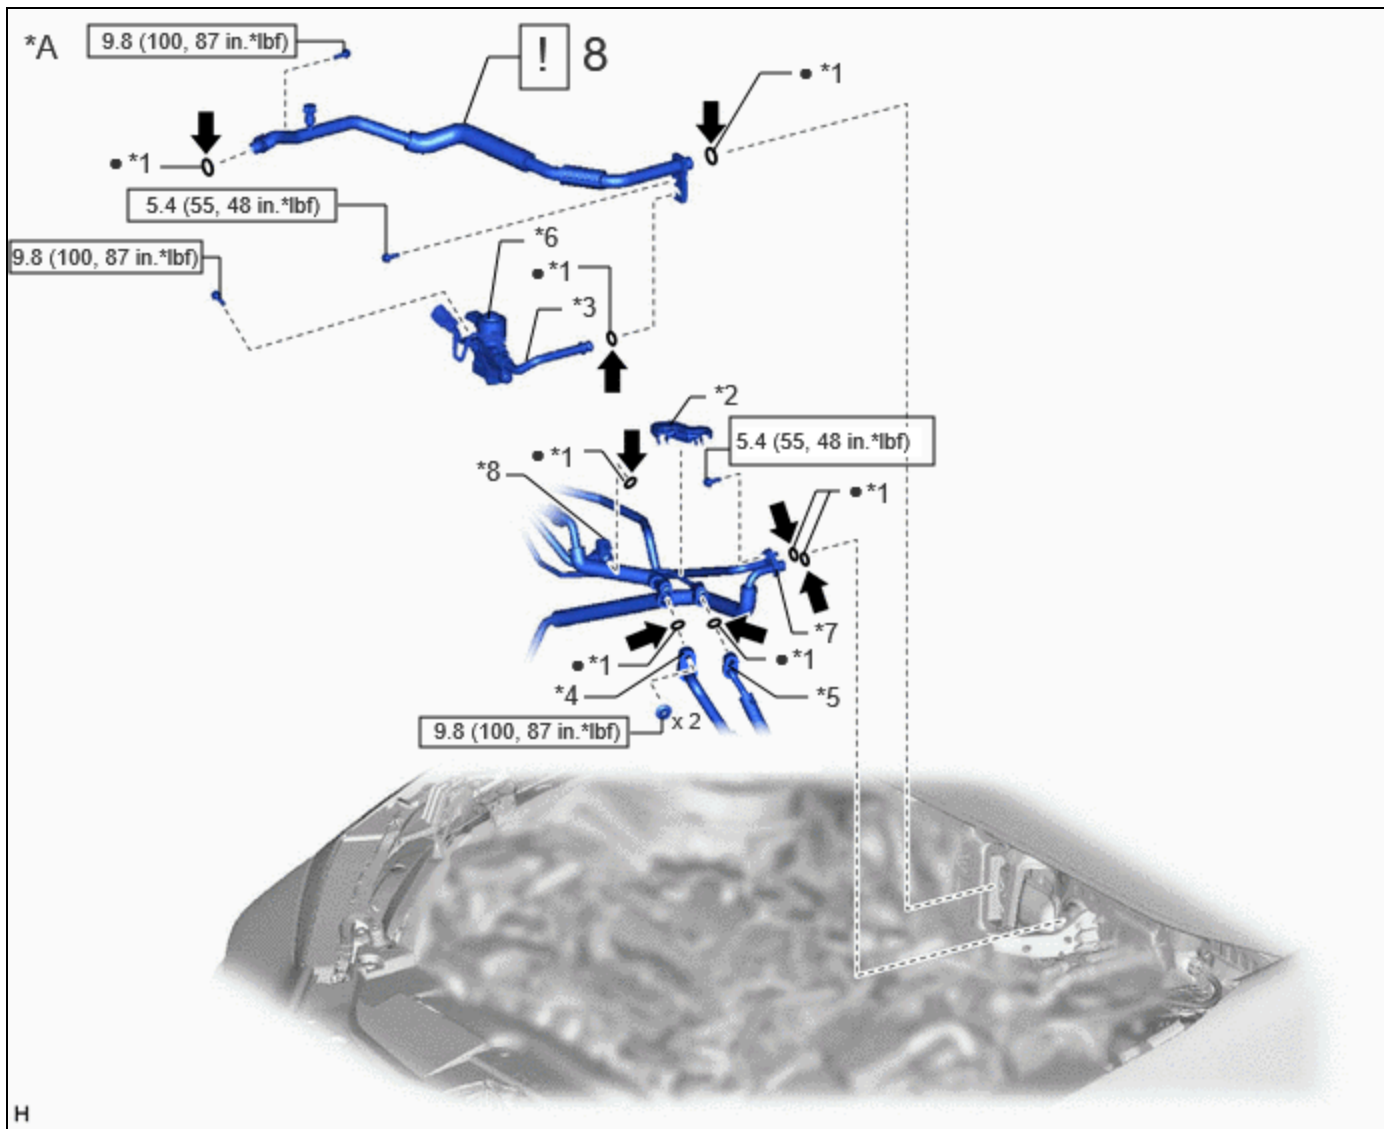 *A
9.8 (100, 87 in.*lbf)
! 8
● *1
● *1
5.4 (55, 48 in.*lbf)
*6
9.8 (100, 87 in.*lbf)
● *1
*3
*2
5.4 (55, 48 in.*lbf)
● *1
*8
● *1
*7
● *1
● *1
*4
*5
9.8 (100, 87 in.*lbf)
x 2
H